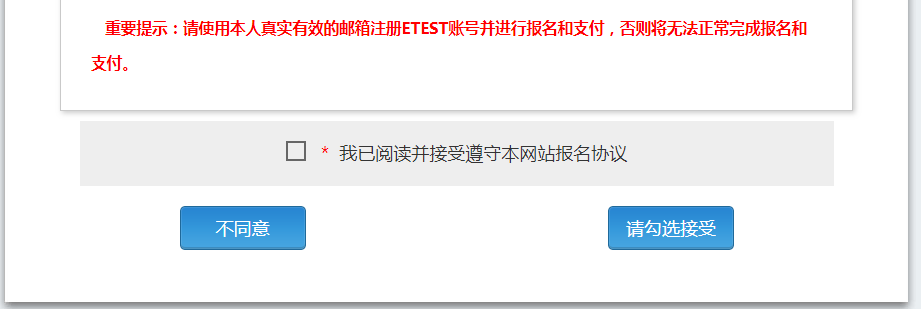 重要提示：请使用本人真实有效的邮箱注册ETEST账号并进行报名和支付，否则将无法正常完成报名和
支付。
* 我已阅读并接受遵守本网站报名协议
不同意
请勾选接受